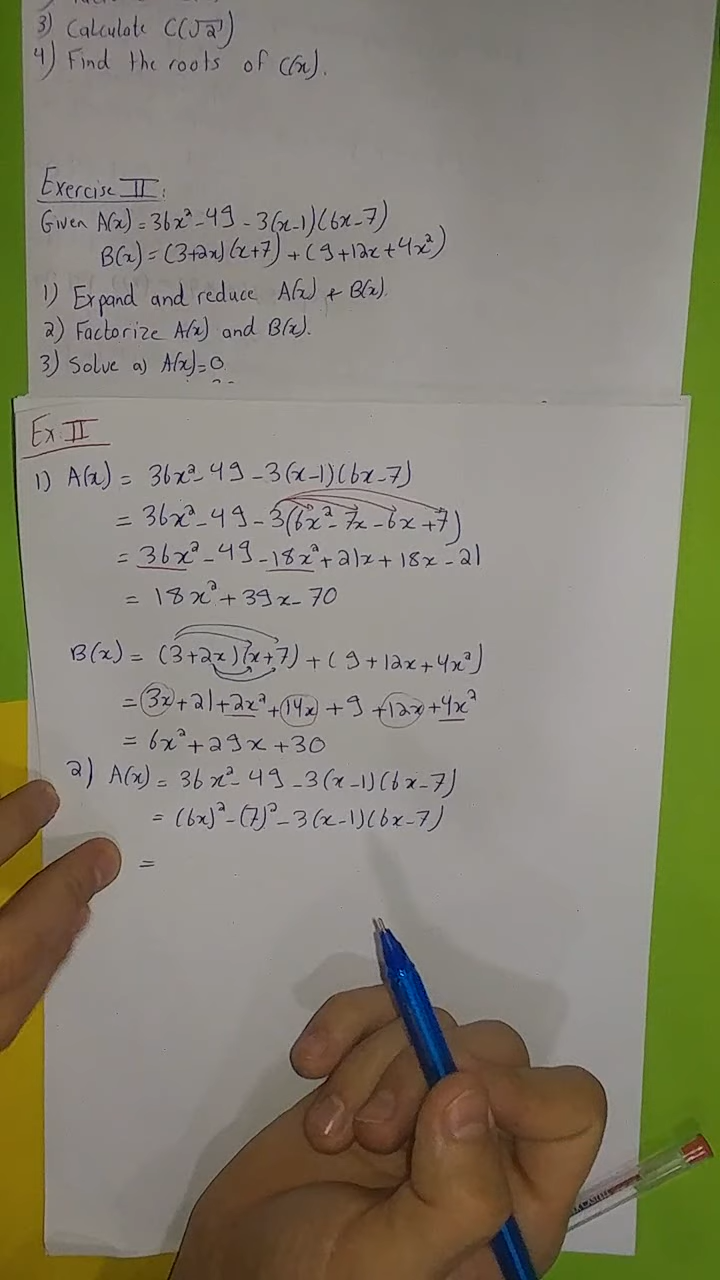 3) Calculate C(√2)
4) Find the roots of C(x).
Exercise II:
Given A(x) = 36x² - 49 - 3(x-1)(6x-7)
B(x) = (3+2x)(x+7) + (9+12x+4x²)
1) Expand and reduce A(x) & B(x).
2) Factorize A(x) and B(x).
3) Solve a) A(x)=0.
Ex II
1) A(x) = 36x² - 49 - 3(x-1)(6x-7)
= 36x² - 49 - 3(6x² - 7x - 6x + 7)
= 36x² - 49 - 18x² + 21x + 18x - 21
= 18x² + 39x - 70
B(x) = (3+2x)(x+7) + (9+12x+4x²)
= 3x + 21 + 2x² + 14x + 9 + 12x + 4x²
= 6x² + 29x + 30
2) A(x) = 36x² - 49 - 3(x-1)(6x-7)
= (6x)² - (7)² - 3(x-1)(6x-7)
=